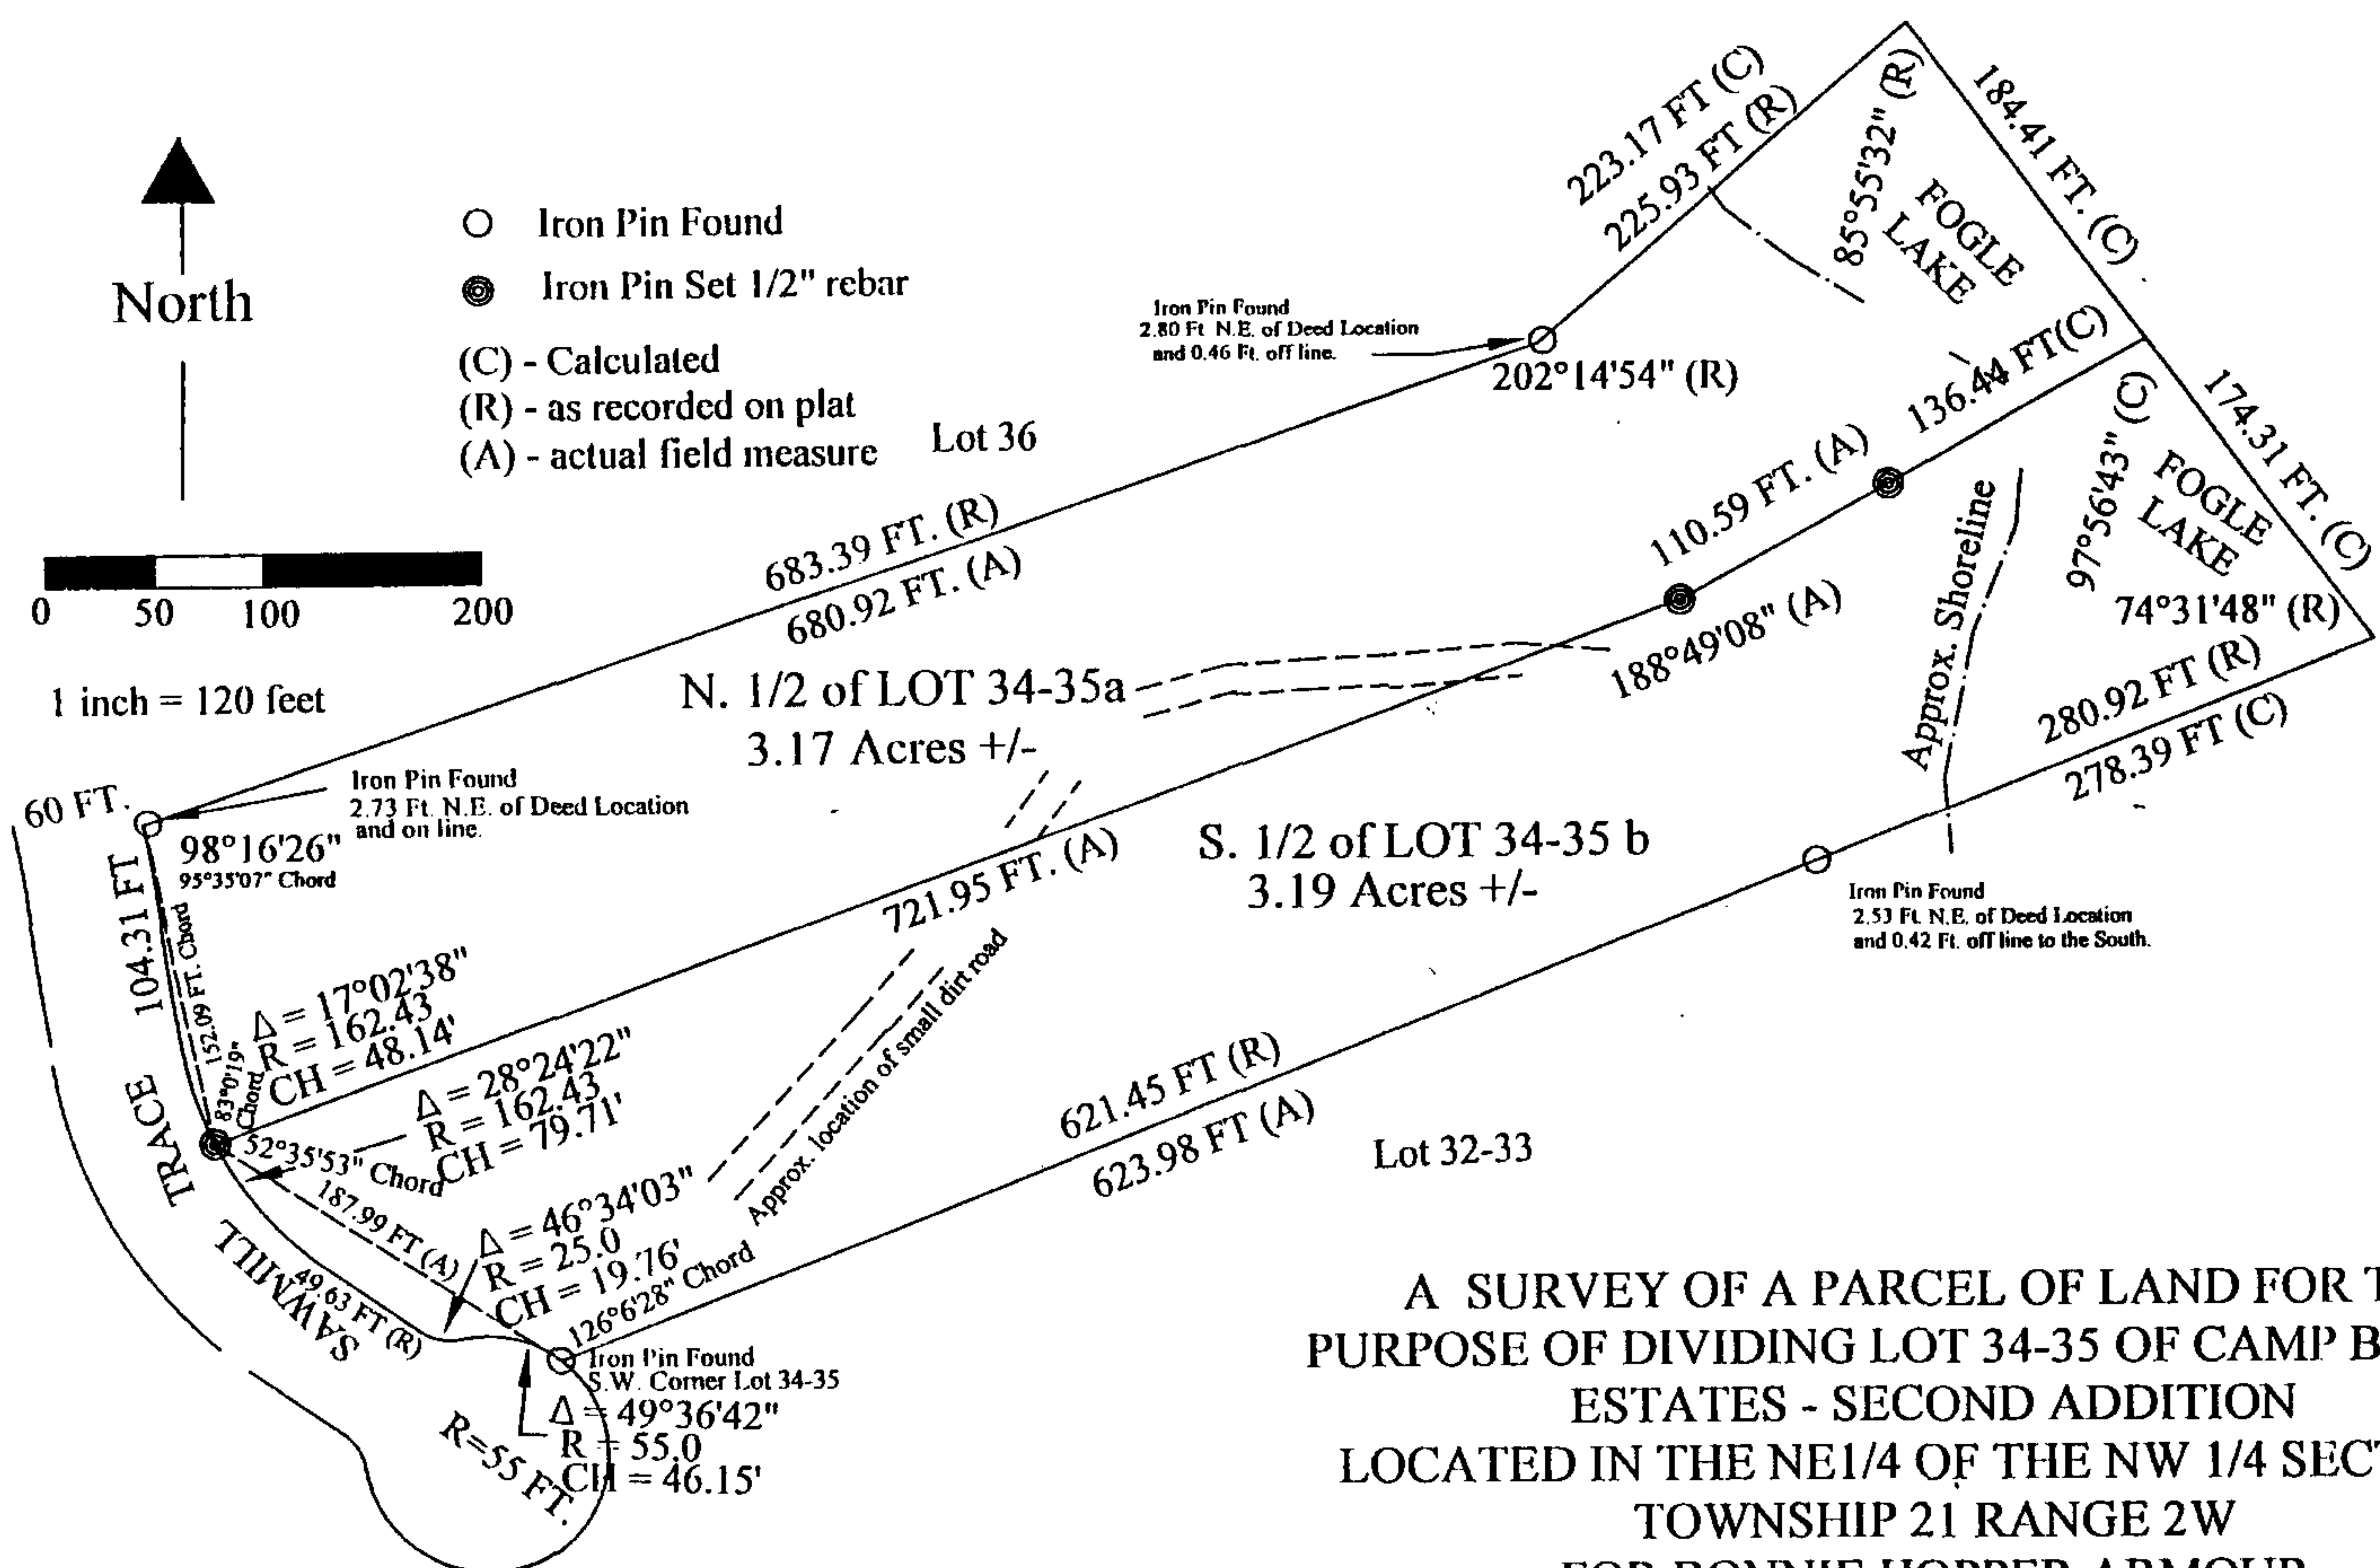 North
Iron Pin Found
Iron Pin Set 1/2" rebar
(C) - Calculated
(R) - as recorded on plat
(A) - actual field measure
0 50 100 200
1 inch = 120 feet
Lot 36
223.17 FT (C)
225.93 FT (R)
85°55'32" (R)
184.41 FT. (C)
FOGLE
LAKE
Iron Pin Found
2.80 Ft N.E. of Deed Location
and 0.46 Ft. off line.
202°14'54" (R)
136.44 FT(C)
110.59 FT. (A)
174.31 FT. (C)
97°56'43" (C)
FOGLE
LAKE
74°31'48" (R)
188°49'08" (A)
Approx. Shoreline
280.92 FT (R)
278.39 FT (C)
683.39 FT. (R)
680.92 FT. (A)
N. 1/2 of LOT 34-35a
3.17 Acres +/-
60 FT.
Iron Pin Found
2.73 Ft. N.E. of Deed Location
and on line.
98°16'26"
95°35'07" Chord
104.31 FT
152.09 FT. Chord
721.95 FT. (A)
S. 1/2 of LOT 34-35 b
3.19 Acres +/-
Iron Pin Found
2.53 Ft. N.E. of Deed Location
and 0.42 Ft. off line to the South.
Δ = 17°02'38"
R = 162.43
CH = 48.14'
83°0'19"
Chord
Δ = 28°24'22"
R = 162.43
CH = 79.71'
52°35'53" Chord
187.99 FT (A)
Approx. location of small dirt road
Δ = 46°34'03"
R = 25.0
CH = 19.76'
126°6'28" Chord
621.45 FT (R)
623.98 FT (A)
Lot 32-33
SAWMILL TRACE
49.63 FT (R)
Iron Pin Found
S.W. Corner Lot 34-35
Δ = 49°36'42"
R = 55.0
CH = 46.15'
R=55 FT.
A SURVEY OF A PARCEL OF LAND FOR
PURPOSE OF DIVIDING LOT 34-35 OF CAMP
ESTATES - SECOND ADDITION
LOCATED IN THE NE1/4 OF THE NW 1/4
TOWNSHIP 21 RANGE 2W